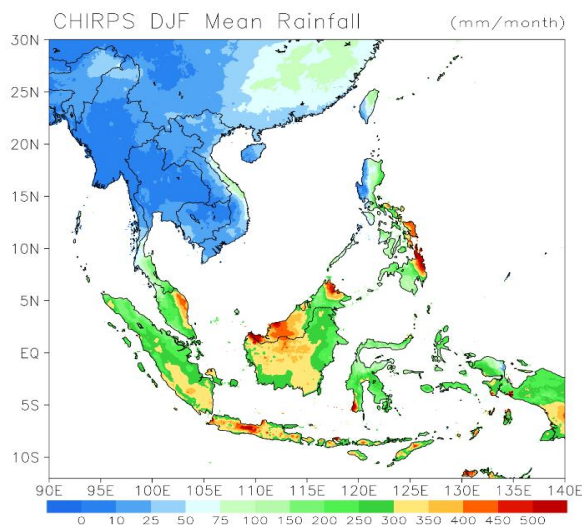 CHIRPS DJF Mean Rainfall (mm/month)
30N
25N
20N
15N
10N
5N
EQ
5S
10S
90E 95E 100E 105E 110E 115E 120E 125E 130E 135E 140E
0 10 25 50 75 100 150 200 250 300 350 400 450 500